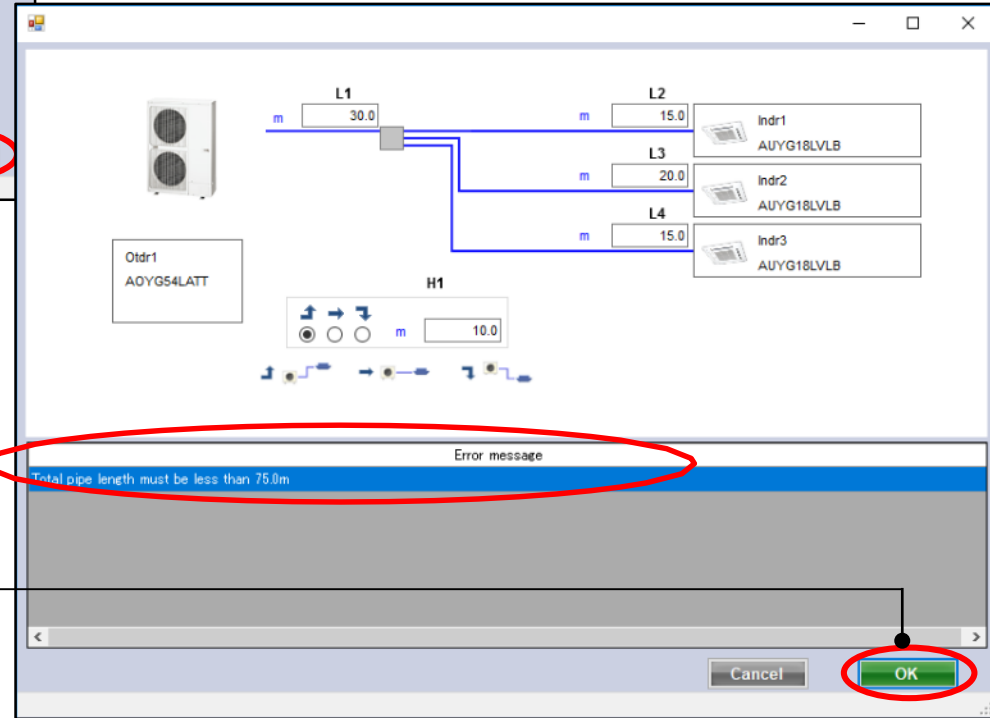 L1
m 30.0
L2
m 15.0
Indr1
AUYG18LVLB
L3
m 20.0
Indr2
AUYG18LVLB
L4
m 15.0
Indr3
AUYG18LVLB
Otdr1
AOYG54LATT
H1
m 10.0
Error message
Total pipe length must be less than 75.0m
Cancel OK